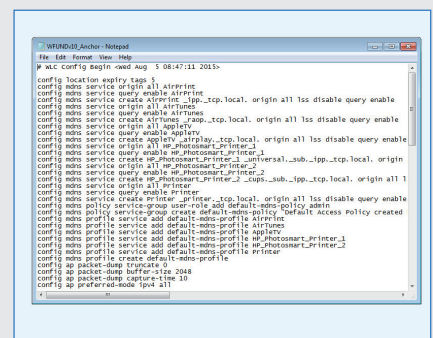 WFUNDv10_Anchor - Notepad
File Edit Format View Help
# WLC Config Begin <Wed Aug 5 08:47:11 2015>
config location expiry tags 5
config mdns service origin all AirPrint
config mdns service query enable AirPrint
config mdns service create AirPrint _ipp._tcp.local. origin all lss disable query enable
config mdns service origin all AirTunes
config mdns service query enable AirTunes
config mdns service create AirTunes _raop._tcp.local. origin all lss disable query enable
config mdns service origin all AppleTV
config mdns service query enable AppleTV
config mdns service create AppleTV _airplay._tcp.local. origin all lss disable query enable
config mdns service origin all HP_Photosmart_Printer_1
config mdns service query enable HP_Photosmart_Printer_1
config mdns service create HP_Photosmart_Printer_1 _universal._sub._ipp._tcp.local. origin
config mdns service origin all HP_Photosmart_Printer_2
config mdns service query enable HP_Photosmart_Printer_2
config mdns service create HP_Photosmart_Printer_2 _cups._sub._ipp._tcp.local. origin all l
config mdns service origin all Printer
config mdns service query enable Printer
config mdns service create Printer _printer._tcp.local. origin all lss disable query enable
config mdns policy service-group user-role add default-mdns-policy admin
config mdns policy service-group create default-mdns-policy "Default Access Policy created
config mdns profile service add default-mdns-profile AirPrint
config mdns profile service add default-mdns-profile AirTunes
config mdns profile service add default-mdns-profile AppleTV
config mdns profile service add default-mdns-profile HP_Photosmart_Printer_1
config mdns profile service add default-mdns-profile HP_Photosmart_Printer_2
config mdns profile service add default-mdns-profile Printer
config mdns profile create default-mdns-profile
config ap packet-dump truncate 0
config ap packet-dump buffer-size 2048
config ap packet-dump capture-time 10
config ap preferred-mode ipv4 all